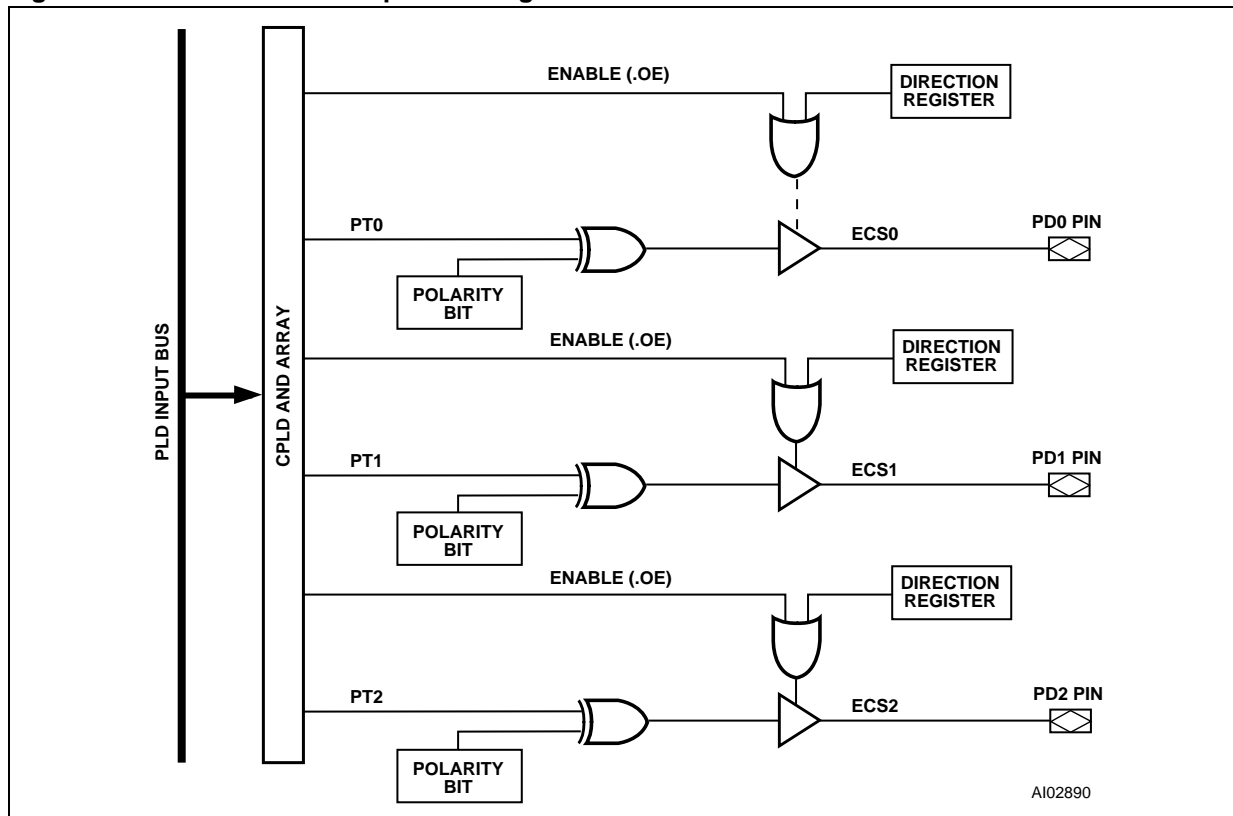 ENABLE (.OE)
DIRECTION
REGISTER
PT0
ECS0
PD0 PIN
POLARITY
BIT
ENABLE (.OE)
DIRECTION
REGISTER
PLD INPUT BUS
CPLD AND ARRAY
PT1
ECS1
PD1 PIN
POLARITY
BIT
ENABLE (.OE)
DIRECTION
REGISTER
PT2
ECS2
PD2 PIN
POLARITY
BIT
AI02890